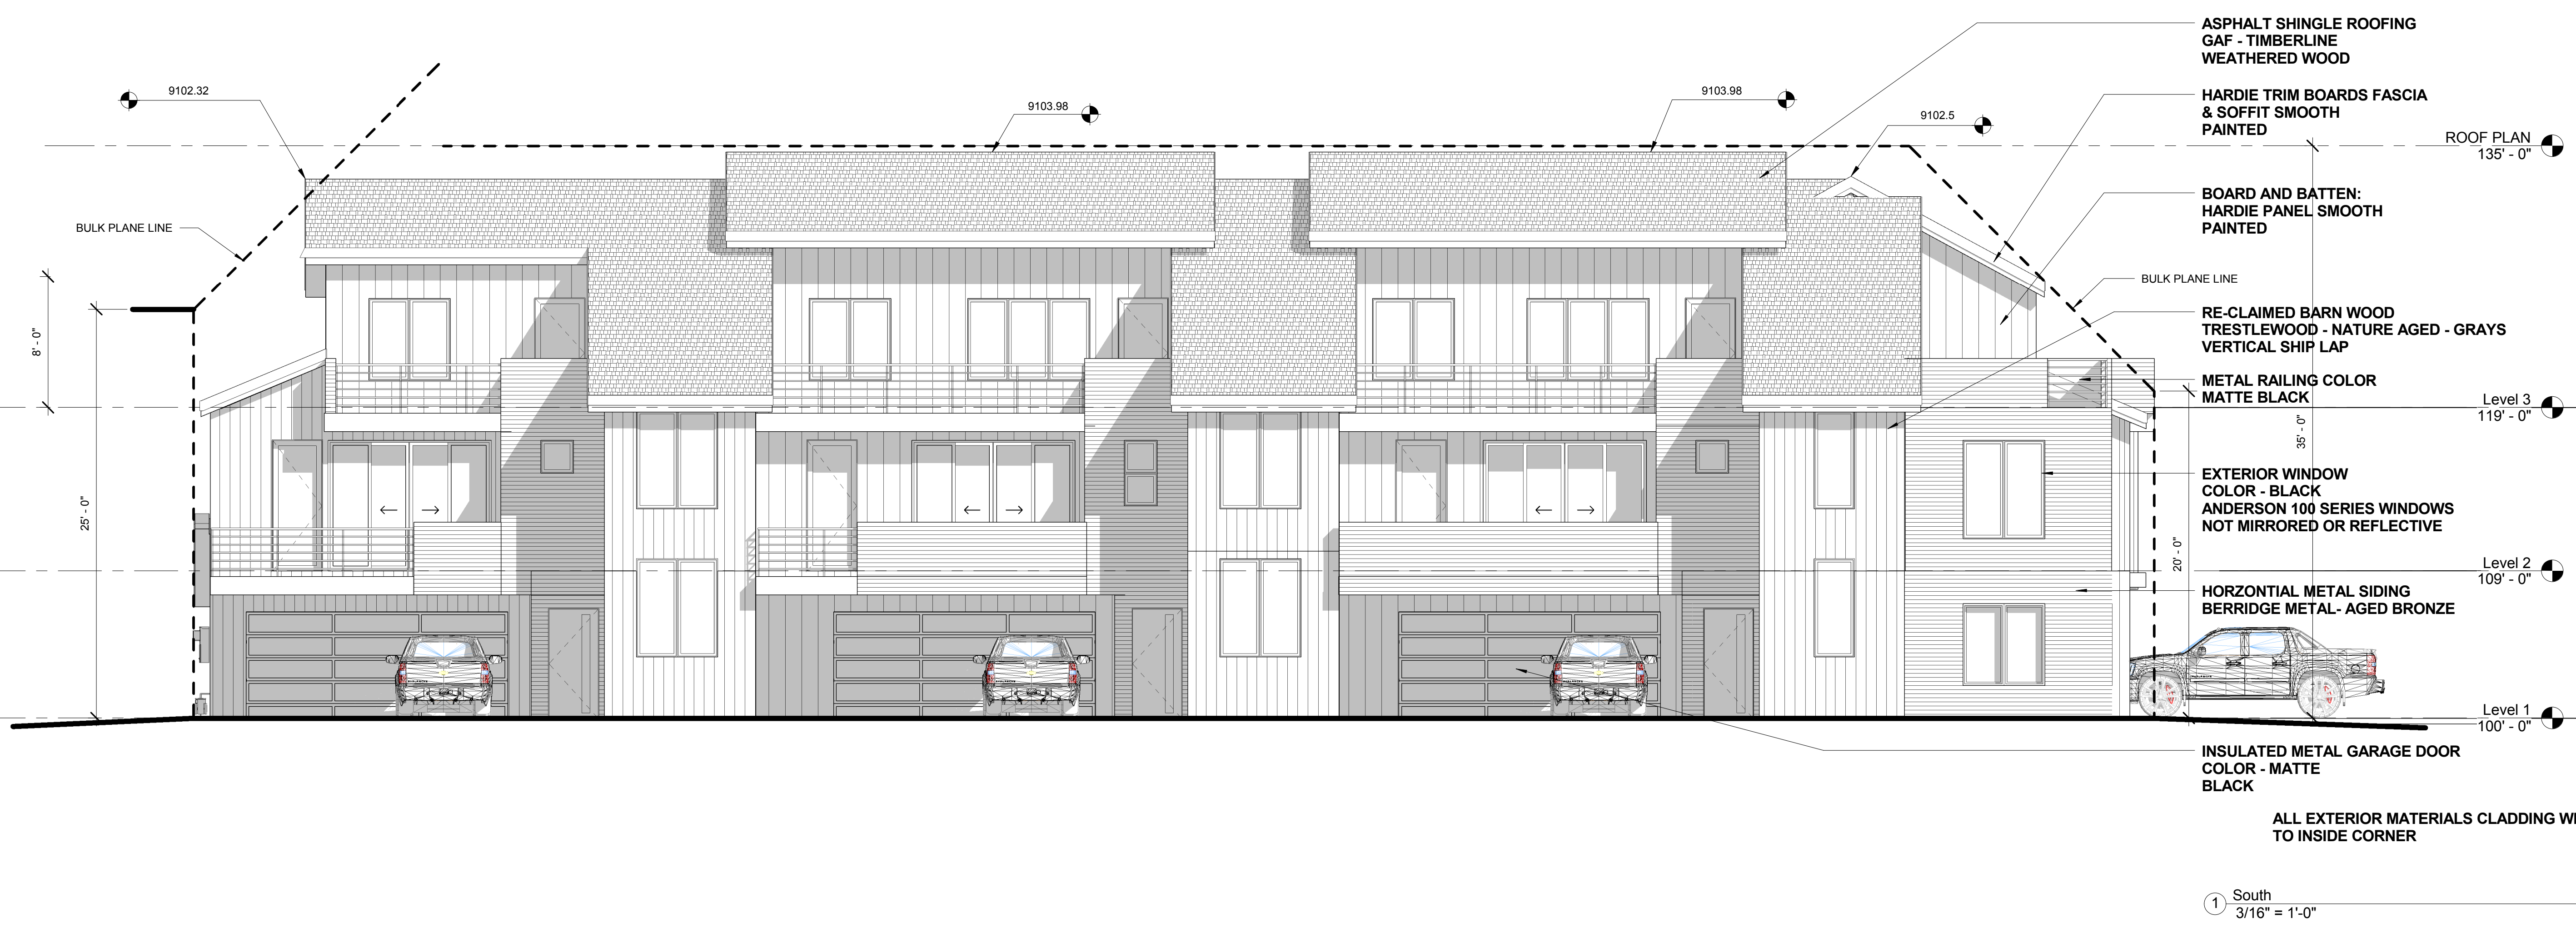 ASPHALT SHINGLE ROOFING
GAF - TIMBERLINE
WEATHERED WOOD
9102.32
9103.98
9103.98
9102.5
HARDIE TRIM BOARDS FASCIA
& SOFFIT SMOOTH
PAINTED
ROOF PLAN
135' - 0"
BOARD AND BATTEN:
HARDIE PANEL SMOOTH
PAINTED
BULK PLANE LINE
BULK PLANE LINE
RE-CLAIMED BARN WOOD
TRESTLEWOOD - NATURE AGED - GRAYS
VERTICAL SHIP LAP
8' - 0"
METAL RAILING COLOR
MATTE BLACK
Level 3
119' - 0"
35' - 0"
25' - 0"
EXTERIOR WINDOW
COLOR - BLACK
ANDERSON 100 SERIES WINDOWS
NOT MIRRORED OR REFLECTIVE
20' - 0"
Level 2
109' - 0"
HORZONTIAL METAL SIDING
BERRIDGE METAL- AGED BRONZE
Level 1
100' - 0"
INSULATED METAL GARAGE DOOR
COLOR - MATTE
BLACK
ALL EXTERIOR MATERIALS CLADDING
TO INSIDE CORNER
1 South
3/16" = 1'-0"